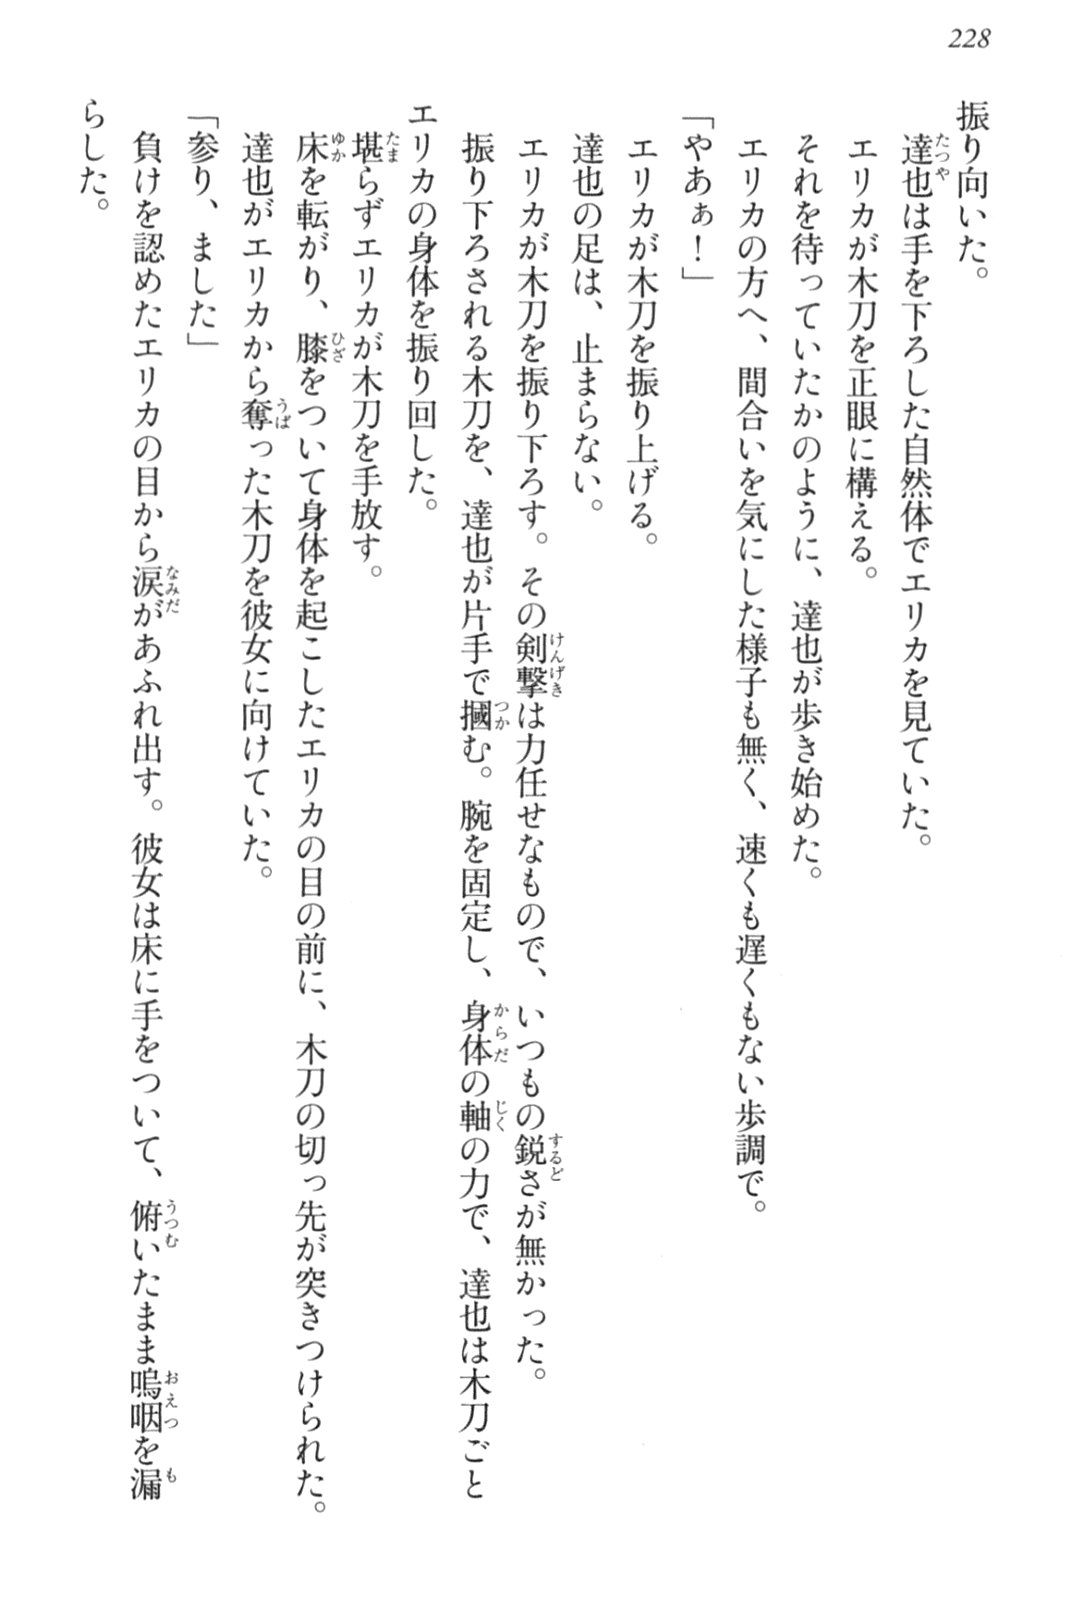 228
振り向いた。
達也は手を下ろした自然体でエリカを見ていた。
エリカが木刀を正眼に構える。
それを待っていたかのように、達也が歩き始めた。
エリカの方へ、間合いを気にした様子も無く、速くも遅くもない歩調で。
「やあぁ！」
エリカが木刀を振り上げる。
達也の足は、止まらない。
エリカが木刀を振り下ろす。その剣撃は力任せなもので、いつもの鋭さが無かった。
振り下ろされる木刀を、達也が片手で摑む。腕を固定し、身体の軸の力で、達也は木刀ごと
エリカの身体を振り回した。
堪らずエリカが木刀を手放す。
床を転がり、膝をついて身体を起こしたエリカの目の前に、木刀の切っ先が突きつけられた。
達也がエリカから奪った木刀を彼女に向けていた。
「参り、ました」
負けを認めたエリカの目から涙があふれ出す。彼女は床に手をついて、俯いたまま嗚咽を漏
らした。